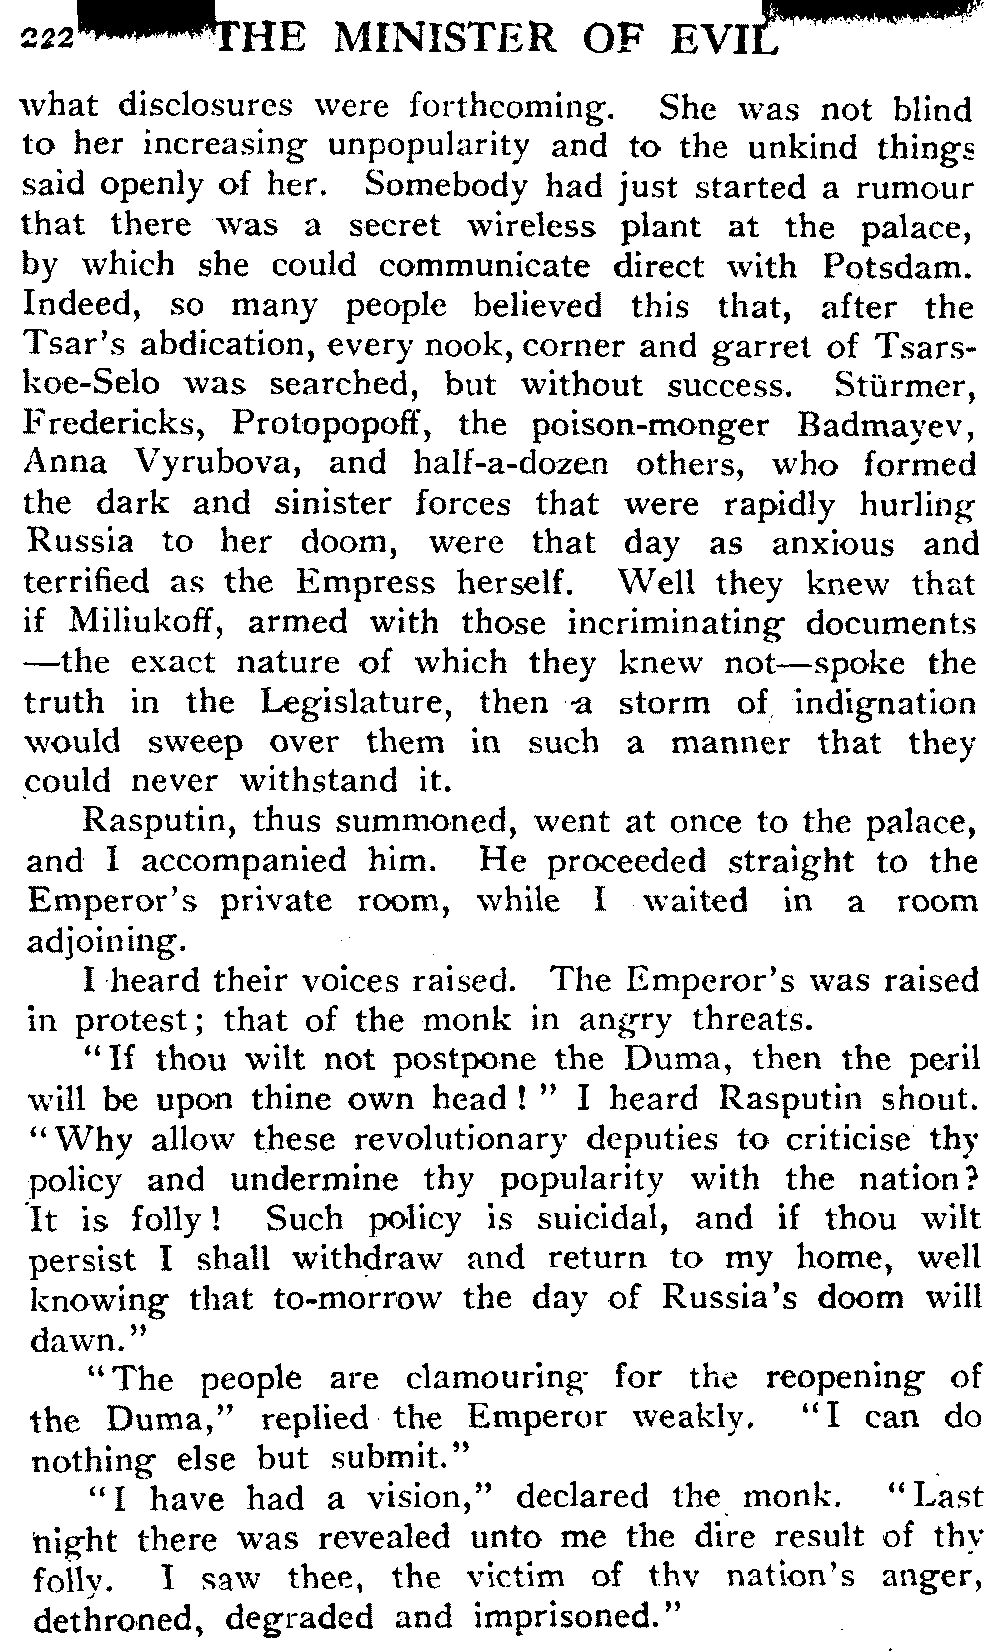 222 THE MINISTER OF EVIL
what disclosures were forthcoming. She was not blind
to her increasing unpopularity and to the unkind things
said openly of her. Somebody had just started a rumour
that there was a secret wireless plant at the palace,
by which she could communicate direct with Potsdam.
Indeed, so many people believed this that, after the
Tsar's abdication, every nook, corner and garret of Tsars-
koe-Selo was searched, but without success. Stürmer,
Fredericks, Protopopoff, the poison-monger Badmayev,
Anna Vyrubova, and half-a-dozen others, who formed
the dark and sinister forces that were rapidly hurling
Russia to her doom, were that day as anxious and
terrified as the Empress herself. Well they knew that
if Miliukoff, armed with those incriminating documents
—the exact nature of which they knew not—spoke the
truth in the Legislature, then a storm of indignation
would sweep over them in such a manner that they
could never withstand it.
Rasputin, thus summoned, went at once to the palace,
and I accompanied him. He proceeded straight to the
Emperor's private room, while I waited in a room
adjoining.
I heard their voices raised. The Emperor's was raised
in protest; that of the monk in angry threats.
"If thou wilt not postpone the Duma, then the peril
will be upon thine own head!" I heard Rasputin shout.
"Why allow these revolutionary deputies to criticise thy
policy and undermine thy popularity with the nation?
It is folly! Such policy is suicidal, and if thou wilt
persist I shall withdraw and return to my home, well
knowing that to-morrow the day of Russia's doom will
dawn."
"The people are clamouring for the reopening of
the Duma," replied the Emperor weakly. "I can do
nothing else but submit."
"I have had a vision," declared the monk. "Last
night there was revealed unto me the dire result of thy
folly. I saw thee, the victim of thy nation's anger,
dethroned, degraded and imprisoned."